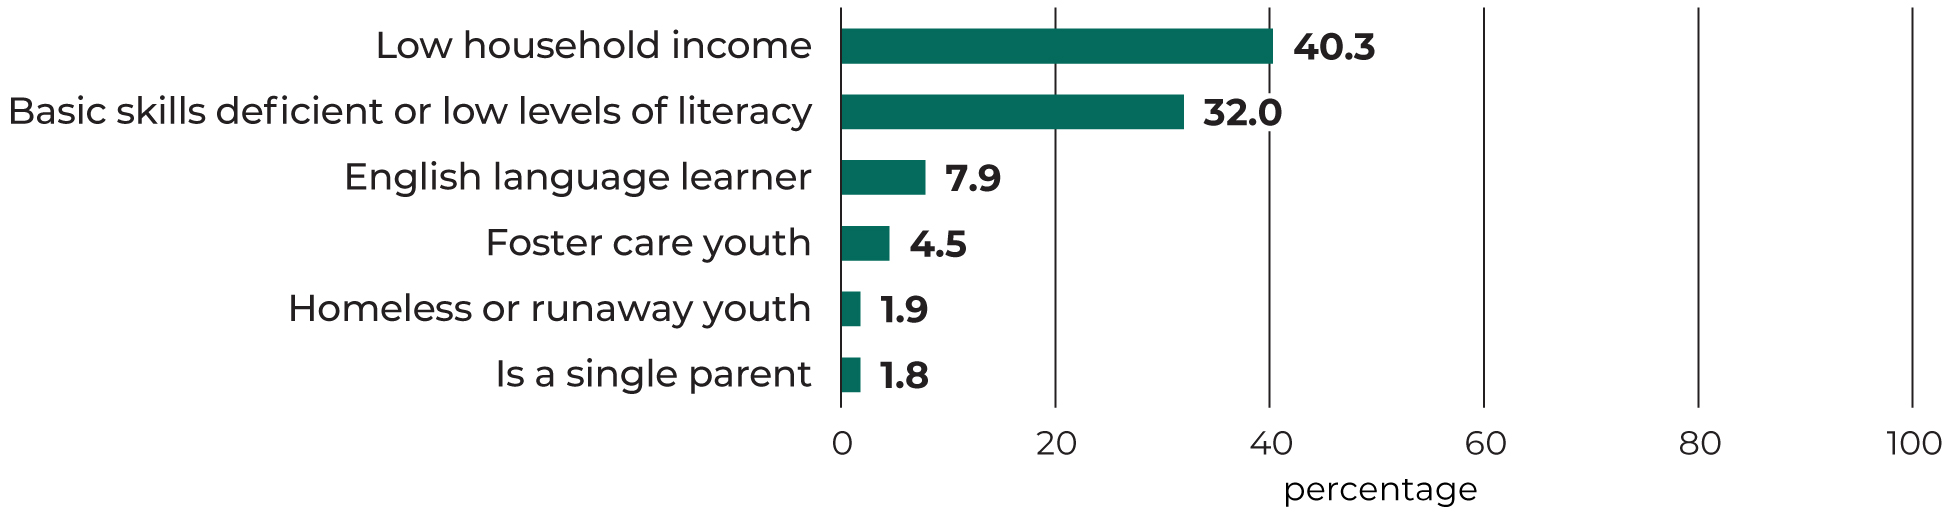 Low household income 40.3
Basic skills deficient or low levels of literacy 32.0
English language learner 7.9
Foster care youth 4.5
Homeless or runaway youth 1.9
Is a single parent 1.8
0 20 40 60 80 100
percentage